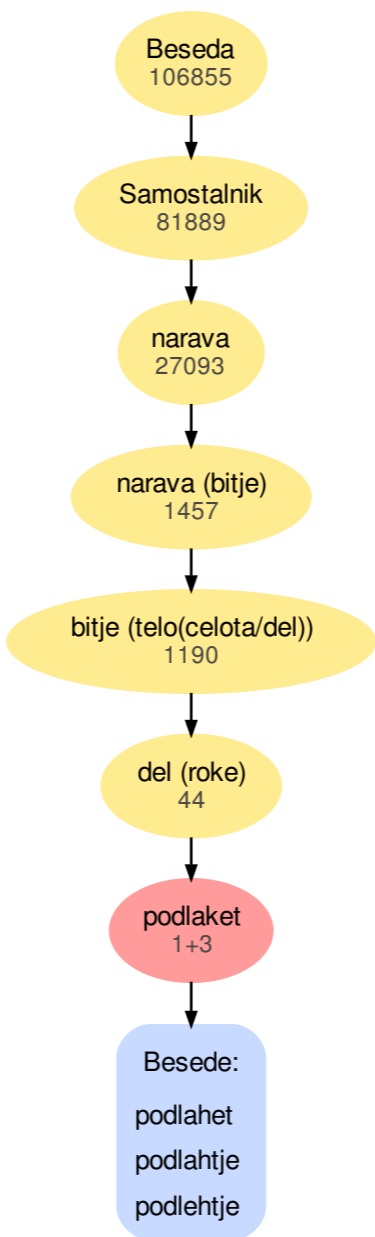 Beseda
106855
Samostalnik
81889
narava
27093
narava (bitje)
1457
bitje (telo(celota/del))
1190
del (roke)
44
podlaket
1+3
Besede:
podlahet
podlahtje
podlehtje